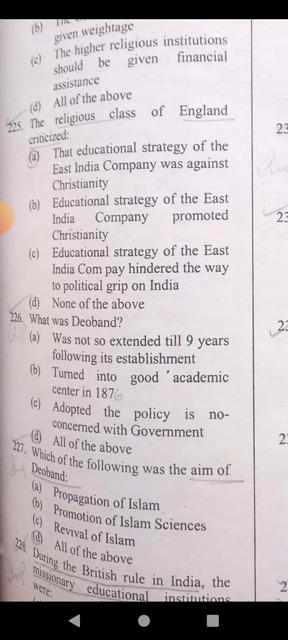 (b) The
given weightage
(c) The higher religious institutions
should be given financial
assistance
(d) All of the above
225. The religious class of England
criticized:
(a) That educational strategy of the
East India Company was against
Christianity
(b) Educational strategy of the East
India Company promoted
Christianity
(c) Educational strategy of the East
India Com pay hindered the way
to political grip on India
(d) None of the above
226. What was Deoband?
(a) Was not so extended till 9 years
following its establishment
(b) Turned into good academic
center in 1876
(c) Adopted the policy is no-
concerned with Government
(d) All of the above
227. Which of the following was the aim of
Deoband:
(a) Propagation of Islam
(b) Promotion of Islam Sciences
(c) Revival of Islam
(d) All of the above
228. During the British rule in India, the
missionary educational institutions
were: